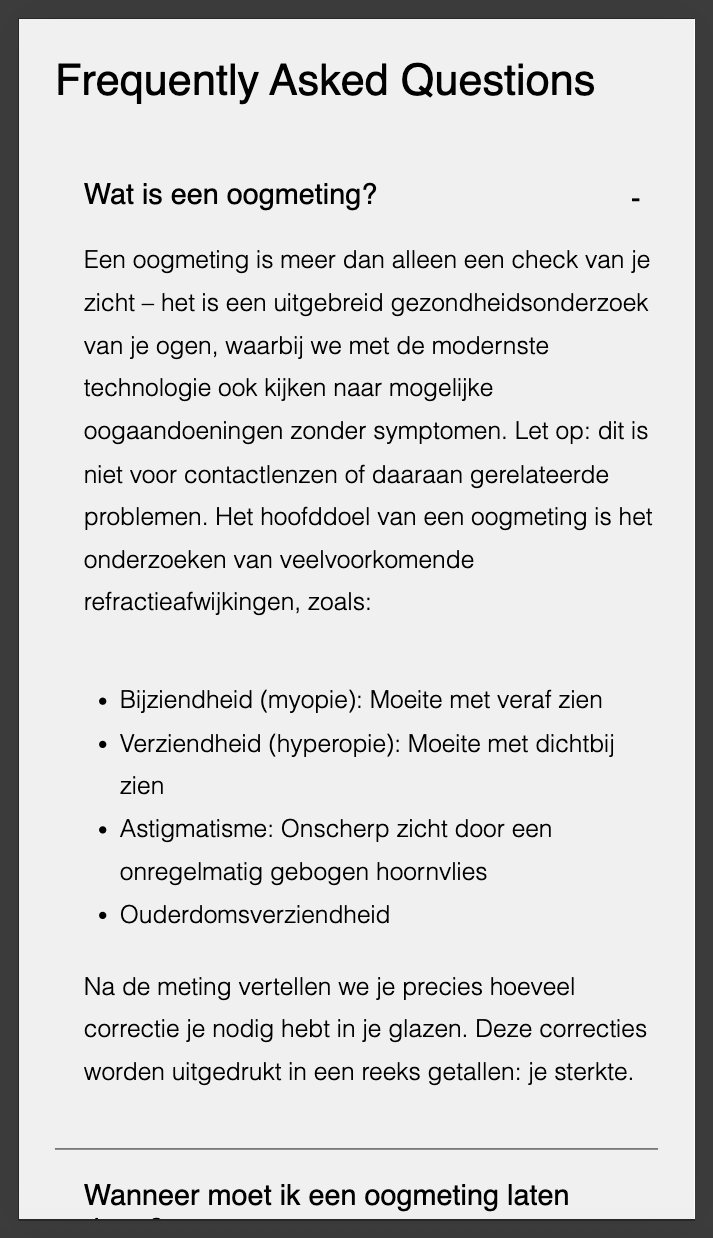 Frequently Asked Questions
Wat is een oogmeting? -
Een oogmeting is meer dan alleen een check van je
zicht – het is een uitgebreid gezondheidsonderzoek
van je ogen, waarbij we met de modernste
technologie ook kijken naar mogelijke
oogaandoeningen zonder symptomen. Let op: dit is
niet voor contactlenzen of daaraan gerelateerde
problemen. Het hoofddoel van een oogmeting is het
onderzoeken van veelvoorkomende
refractieafwijkingen, zoals:
• Bijziendheid (myopie): Moeite met veraf zien
• Verziendheid (hyperopie): Moeite met dichtbij
zien
• Astigmatisme: Onscherp zicht door een
onregelmatig gebogen hoornvlies
• Ouderdomsverziendheid
Na de meting vertellen we je precies hoeveel
correctie je nodig hebt in je glazen. Deze correcties
worden uitgedrukt in een reeks getallen: je sterkte.
Wanneer moet ik een oogmeting laten